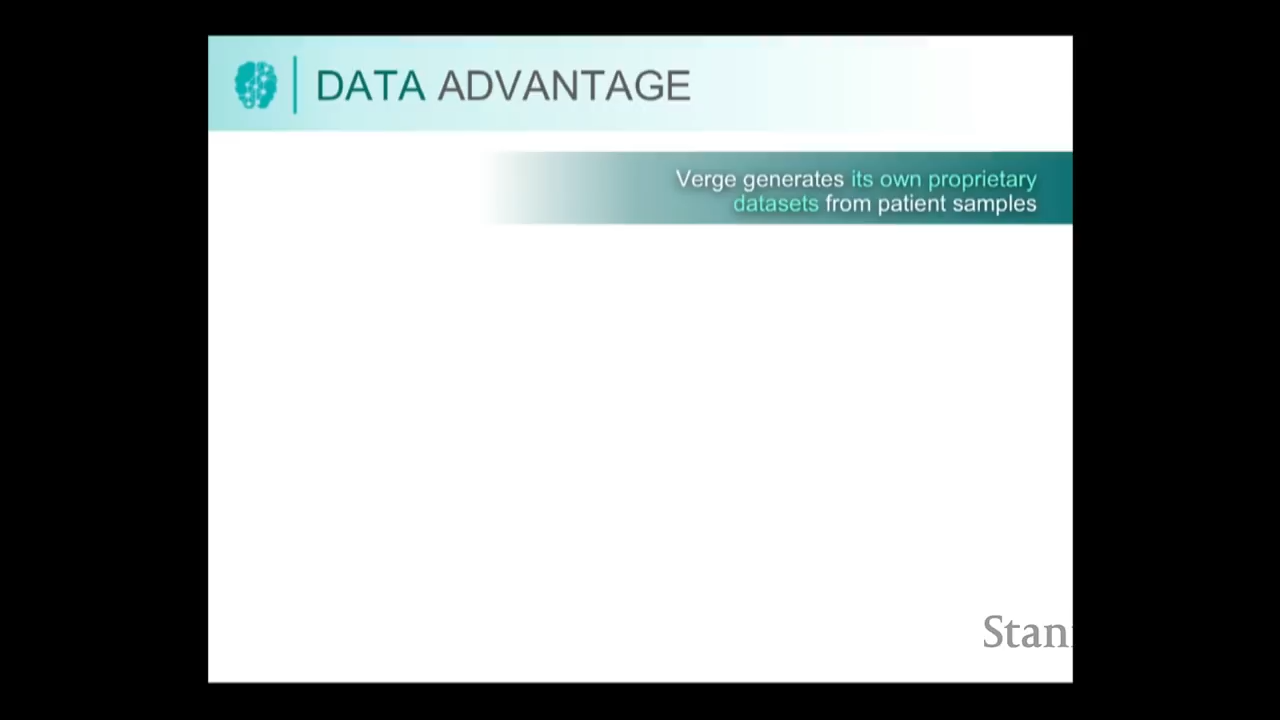 DATA ADVANTAGE
Verge generates its own proprietary
datasets from patient samples